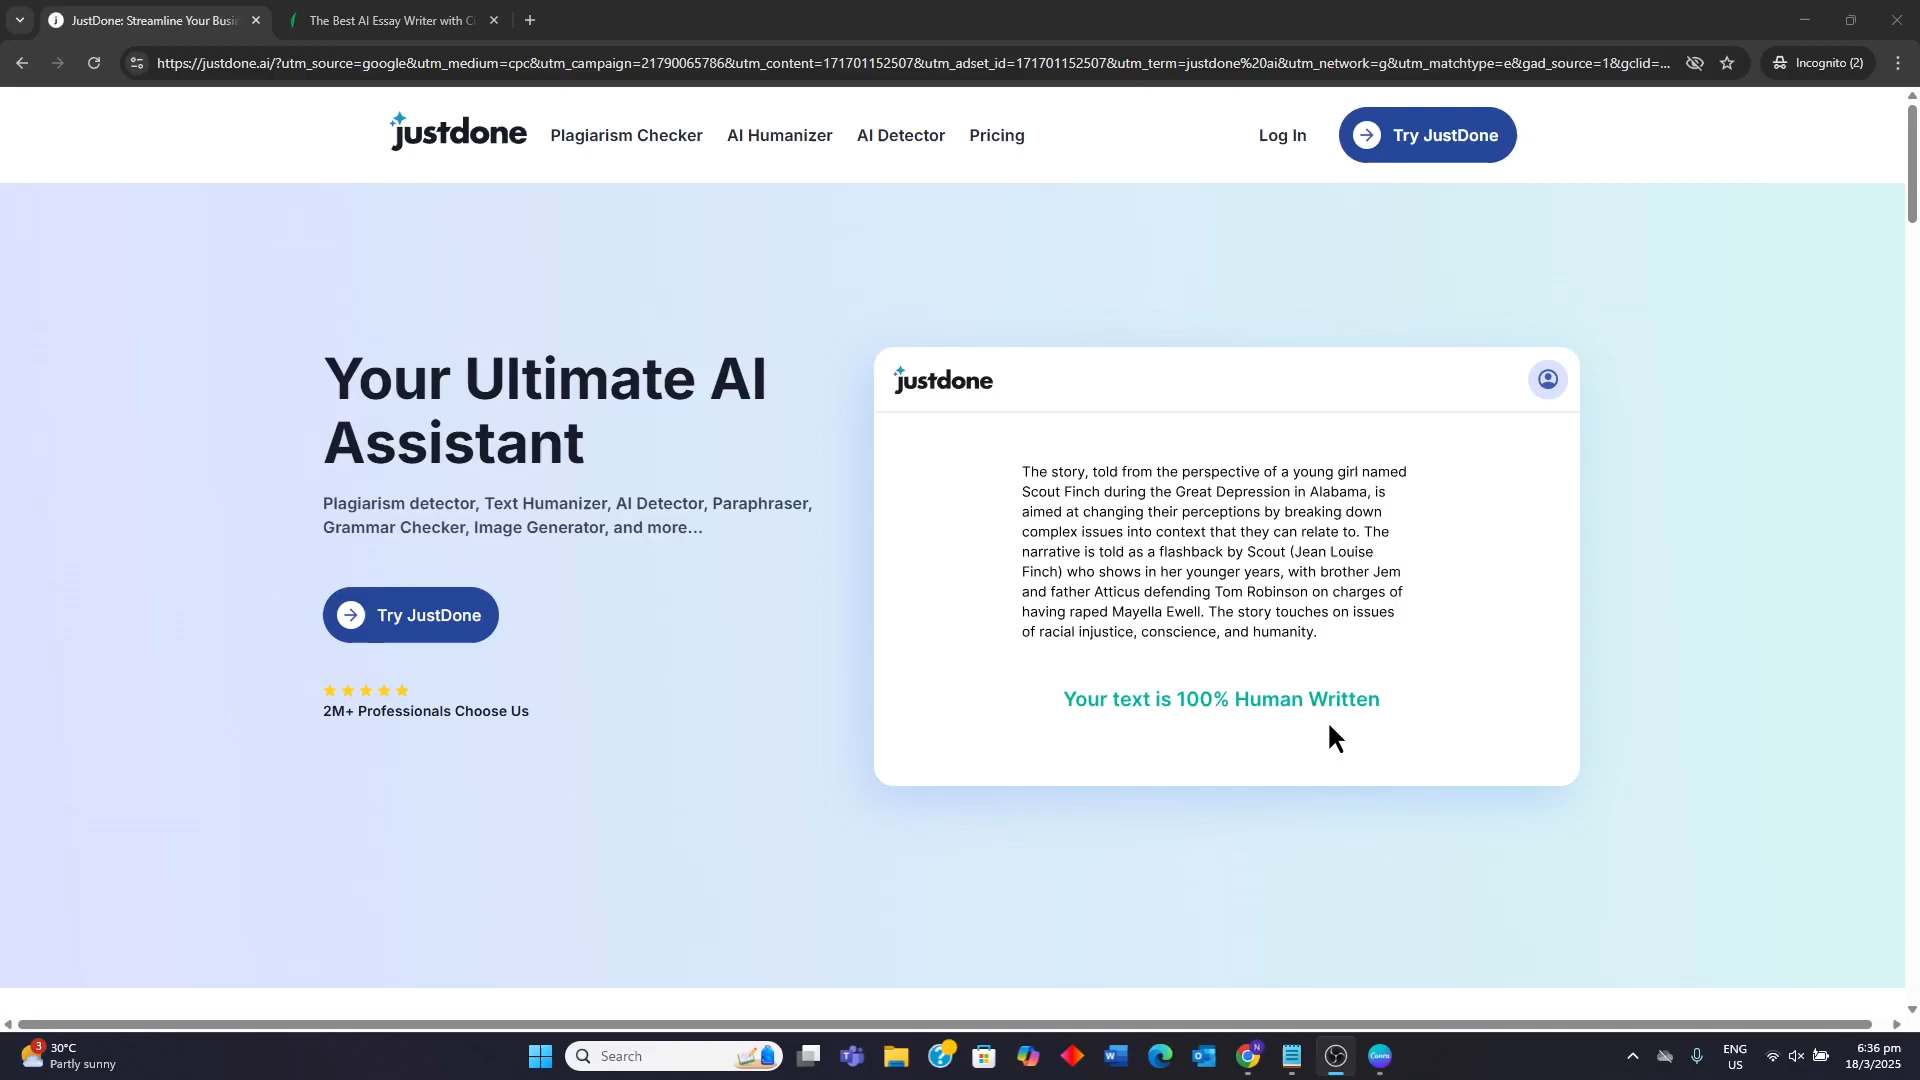 JustDone: Streamline Your Busi
The Best AI Essay Writer with C
https://justdone.ai/?utm_source=google&utm_medium=cpc&utm_campaign=21790065786&utm_content=171701152507&utm_adset_id=171701152507&utm_term=justdone%20ai&utm_network=g&utm_matchtype=e&gad_source=1&gclid=...
Incognito (2)
justdone
Plagiarism Checker
AI Humanizer
AI Detector
Pricing
Log In
Try JustDone
Your Ultimate AI
Assistant
Plagiarism detector, Text Humanizer, AI Detector, Paraphraser,
Grammar Checker, Image Generator, and more...
Try JustDone
2M+ Professionals Choose Us
justdone
The story, told from the perspective of a young girl named
Scout Finch during the Great Depression in Alabama, is
aimed at changing their perceptions by breaking down
complex issues into context that they can relate to. The
narrative is told as a flashback by Scout (Jean Louise
Finch) who shows in her younger years, with brother Jem
and father Atticus defending Tom Robinson on charges of
having raped Mayella Ewell. The story touches on issues
of racial injustice, conscience, and humanity.
Your text is 100% Human Written
3
30°C
Partly sunny
Search
N
Canva
ENG
US
6:36 pm
18/3/2025